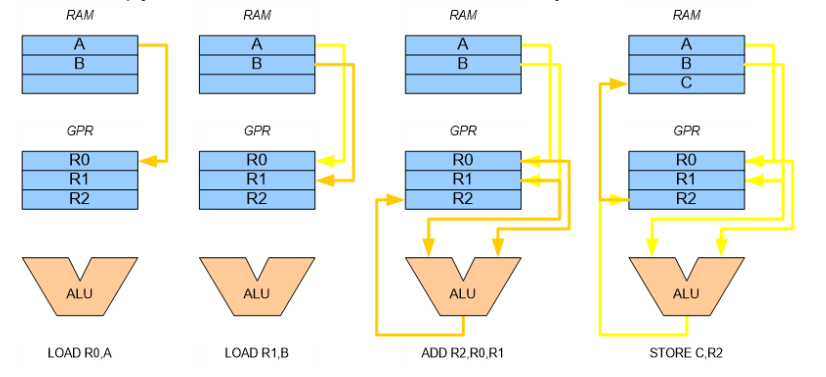 RAM
A
B
GPR
R0
R1
R2
ALU
LOAD R0,A
RAM
A
B
GPR
R0
R1
R2
ALU
LOAD R1,B
RAM
A
B
GPR
R0
R1
R2
ALU
ADD R2,R0,R1
RAM
A
B
C
GPR
R0
R1
R2
ALU
STORE C,R2